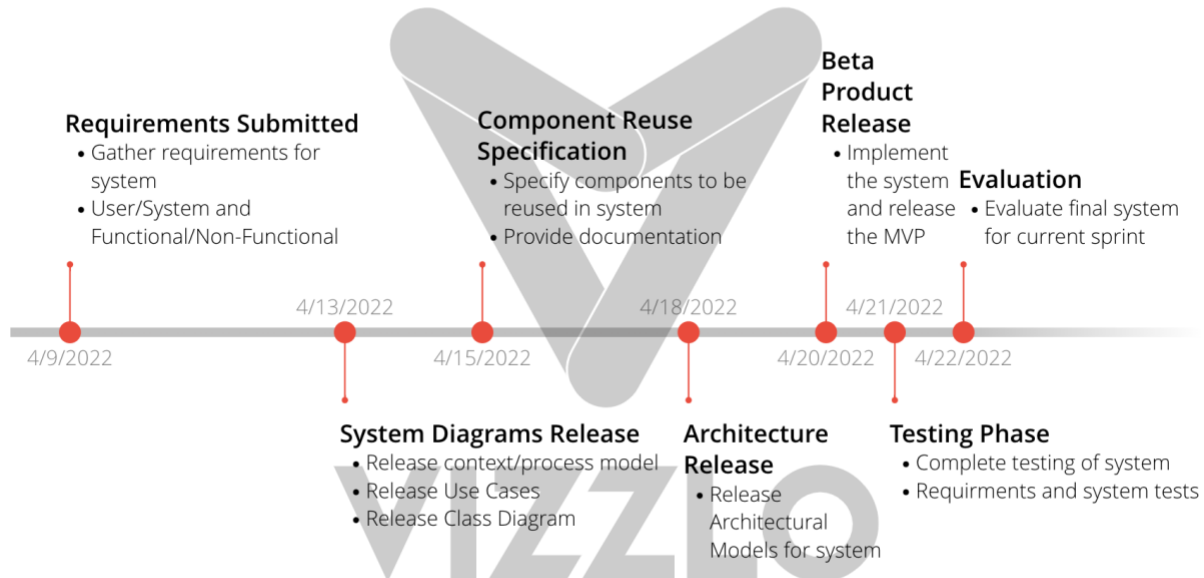 Requirements Submitted
• Gather requirements for
system
• User/System and
Functional/Non-Functional
Component Reuse
Specification
• Specify components to be
reused in system
• Provide documentation
Beta
Product
Release
• Implement
the system
and release
the MVP
Evaluation
• Evaluate final system
for current sprint
4/9/2022
4/13/2022
4/15/2022
4/18/2022
4/20/2022
4/21/2022
4/22/2022
System Diagrams Release
• Release context/process model
• Release Use Cases
• Release Class Diagram
Architecture
Release
• Release
Architectural
Models for system
Testing Phase
• Complete testing of system
• Requirments and system tests
VIZZLO